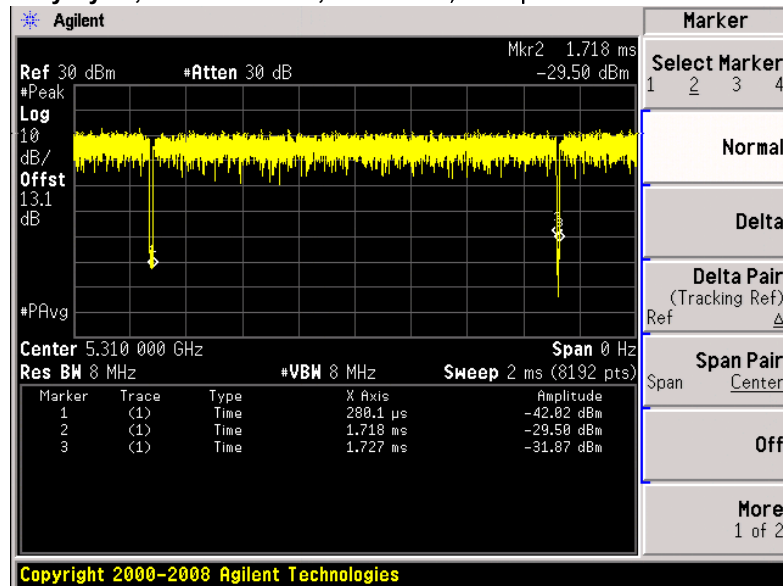 Agilent
Marker
Mkr2 1.718 ms
Ref 30 dBm #Atten 30 dB -29.50 dBm
#Peak
Log
10
dB/
Offst
13.1
dB
#PAvg
Center 5.310 000 GHz Span 0 Hz
Res BW 8 MHz #VBW 8 MHz Sweep 2 ms (8192 pts)
Marker Trace Type X Axis Amplitude
1 (1) Time 280.1 µs -42.02 dBm
2 (1) Time 1.718 ms -29.50 dBm
3 (1) Time 1.727 ms -31.87 dBm
Select Marker
1 2 3 4
Normal
Delta
Delta Pair
(Tracking Ref)
Ref Δ
Span Pair
Span Center
Off
More
1 of 2
Copyright 2000-2008 Agilent Technologies